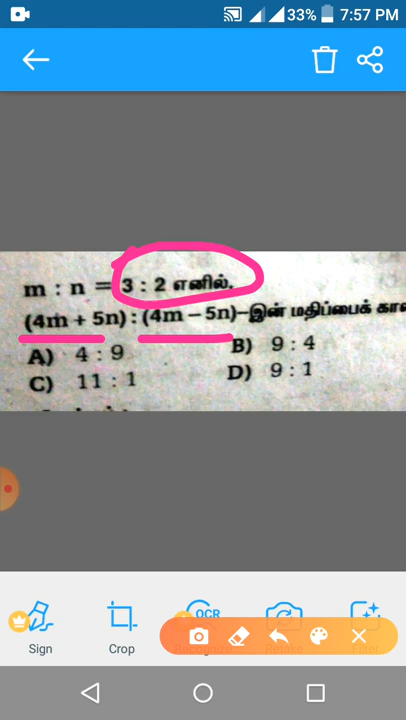 33% 7:57 PM
m : n = 3 : 2 எனில்,
(4m + 5n) : (4m − 5n)–இன் மதிப்பைக்
A) 4 : 9 B) 9 : 4
C) 11 : 1 D) 9 : 1
OCR
Sign Crop